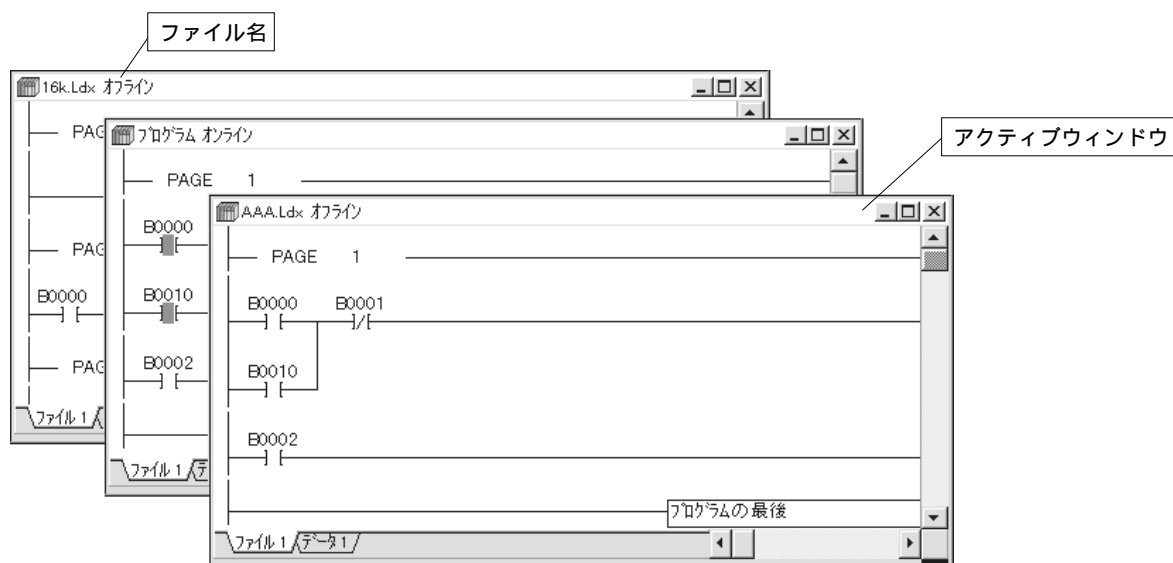 ファイル名
16k.Ldx オフライン
PAG
プログラム オンライン
アクティブウィンドウ
PAGE 1
AAA.Ldx オフライン
B0000
PAG
PAGE 1
B0000
B0010
B0000 B0001
B0002
PAG
B0010
ファイル 1
B0002
ファイル 1 デ
プログラムの最後
ファイル 1 データ 1